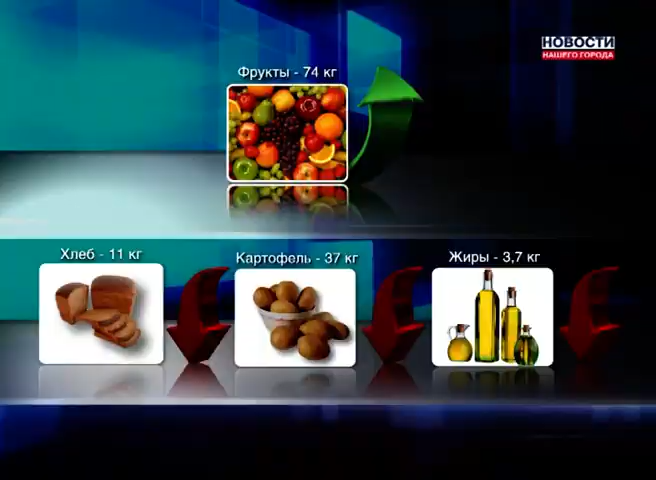 НОВОСТИ
НАШЕГО ГОРОДА
Фрукты - 74 кг
Хлеб - 11 кг
Картофель - 37 кг
Жиры - 3,7 кг